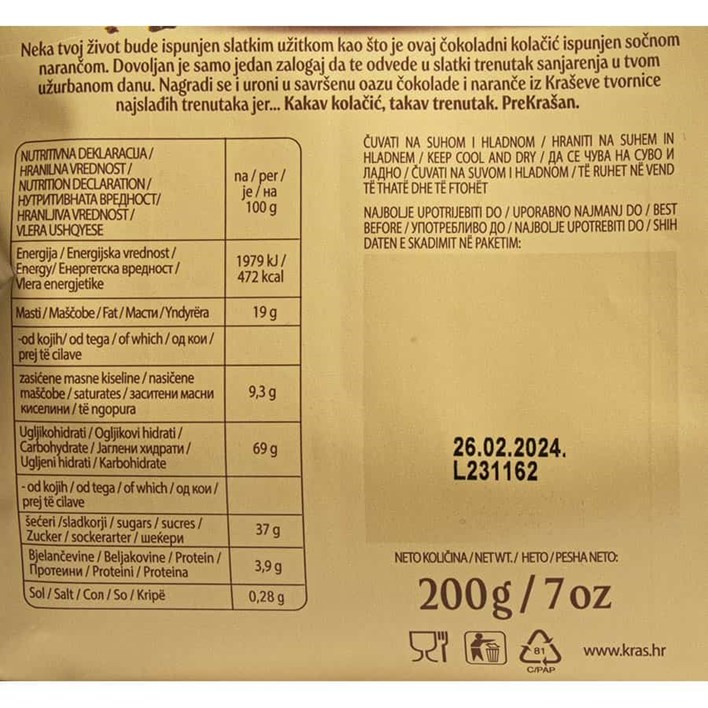 Neka tvoj život bude ispunjen slatkim užitkom kao što je ovaj čokoladni kolačić ispunjen sočnom
narančom. Dovoljan je samo jedan zalogaj da te odvede u slatki trenutak sanjarenja u tvom
užurbanom danu. Nagradi se i uroni u savršenu oazu čokolade i naranče iz Kraševe tvornice
najslađih trenutaka jer... Kakav kolačić, takav trenutak. PreKrašan.
NUTRITIVNA DEKLARACIJA /
HRANILNA VREDNOST /
NUTRITION DECLARATION /
НУТРИТИВНАТА ВРЕДНОСТ/
HRANLJIVA VREDNOST /
VLERA USHQYESE
na / per /
je / на
100 g
Energija / Energijska vrednost /
Energy/ Енергетска вредност /
Vlera energjetike
1979 kJ /
472 kcal
Masti / Maščobe / Fat / Масти /Yndyrëra
19 g
-od kojih/ od tega / of which / од кои /
prej të cilave
zasićene masne kiseline / nasičene
maščobe / saturates / заситени масни
киселини / të ngopura
9,3 g
Ugljikohidrati / Ogljikovi hidrati /
Carbohydrate / Јаглени хидрати /
Ugljeni hidrati / Karbohidrate
69 g
- od kojih / od tega / of which / од кои /
prej të cilave
šećeri /sladkorji / sugars / sucres /
Zucker / sockerarter / шеќери
37 g
Bjelančevine / Beljakovine / Protein /
Протеини / Proteini / Proteina
3,9 g
Sol / Salt / Сол / So / Kripë
0,28 g
ČUVATI NA SUHOM I HLADNOM / HRANITI NA SUHEM IN
HLADNEM / KEEP COOL AND DRY / ДА СЕ ЧУВА НА СУВО И
ЛАДНО / ČUVATI NA SUVOM I HLADNOM / TË RUHET NË VEND
TË THATË DHE TË FTOHËT
NAJBOLJE UPOTRIJEBITI DO / UPORABNO NAJMANJ DO / BEST
BEFORE / УПОТРЕБЛИВО ДО / NAJBOLJE UPOTREBITI DO / SHIH
DATEN E SKADIMIT NË PAKETIM:
26.02.2024.
L231162
NETO KOLIČINA / NET WT. / НЕТО / PESHA NETO:
200g / 7 oz
81
C/PAP
www.kras.hr